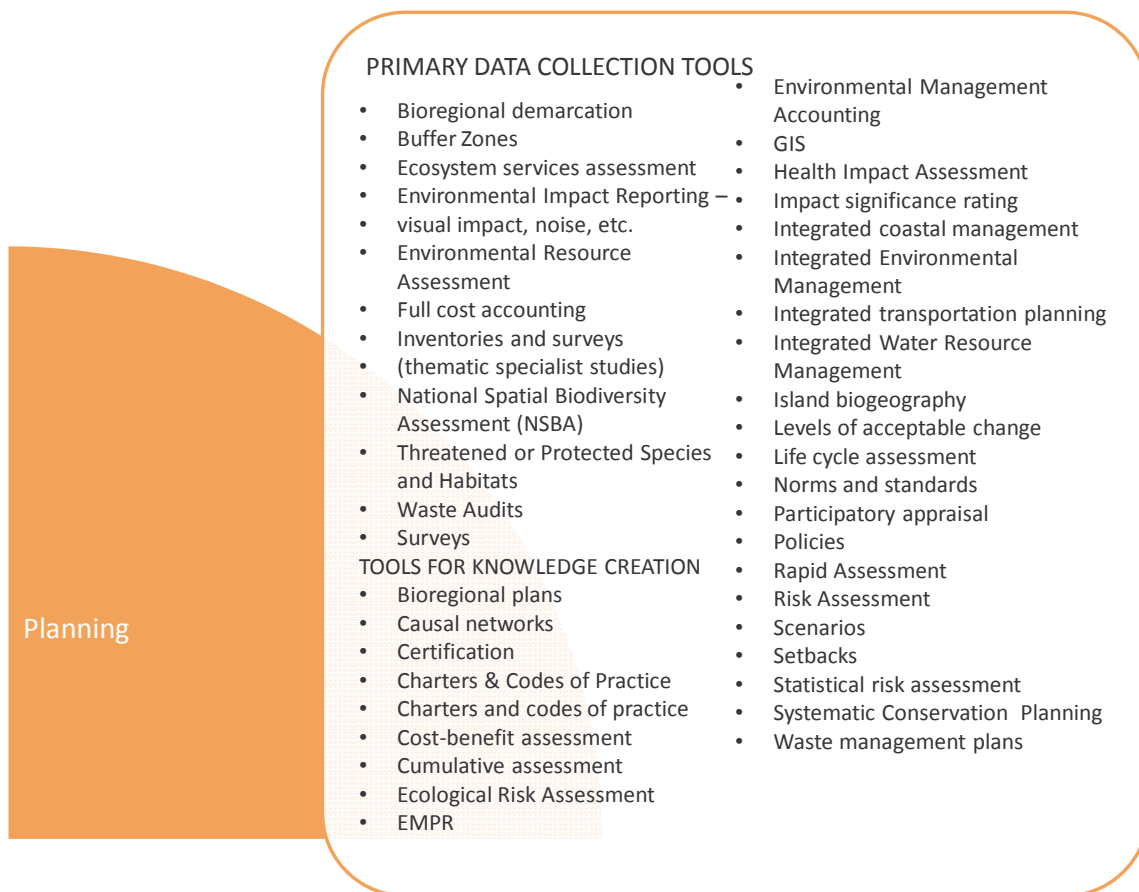 Planning
PRIMARY DATA COLLECTION TOOLS
• Bioregional demarcation
• Buffer Zones
• Ecosystem services assessment
• Environmental Impact Reporting –
• visual impact, noise, etc.
• Environmental Resource
Assessment
• Full cost accounting
• Inventories and surveys
• (thematic specialist studies)
• National Spatial Biodiversity
Assessment (NSBA)
• Threatened or Protected Species
and Habitats
• Waste Audits
• Surveys
TOOLS FOR KNOWLEDGE CREATION
• Bioregional plans
• Causal networks
• Certification
• Charters & Codes of Practice
• Charters and codes of practice
• Cost-benefit assessment
• Cumulative assessment
• Ecological Risk Assessment
• EMPR
• Environmental Management
Accounting
• GIS
• Health Impact Assessment
• Impact significance rating
• Integrated coastal management
• Integrated Environmental
Management
• Integrated transportation planning
• Integrated Water Resource
Management
• Island biogeography
• Levels of acceptable change
• Life cycle assessment
• Norms and standards
• Participatory appraisal
• Policies
• Rapid Assessment
• Risk Assessment
• Scenarios
• Setbacks
• Statistical risk assessment
• Systematic Conservation Planning
• Waste management plans